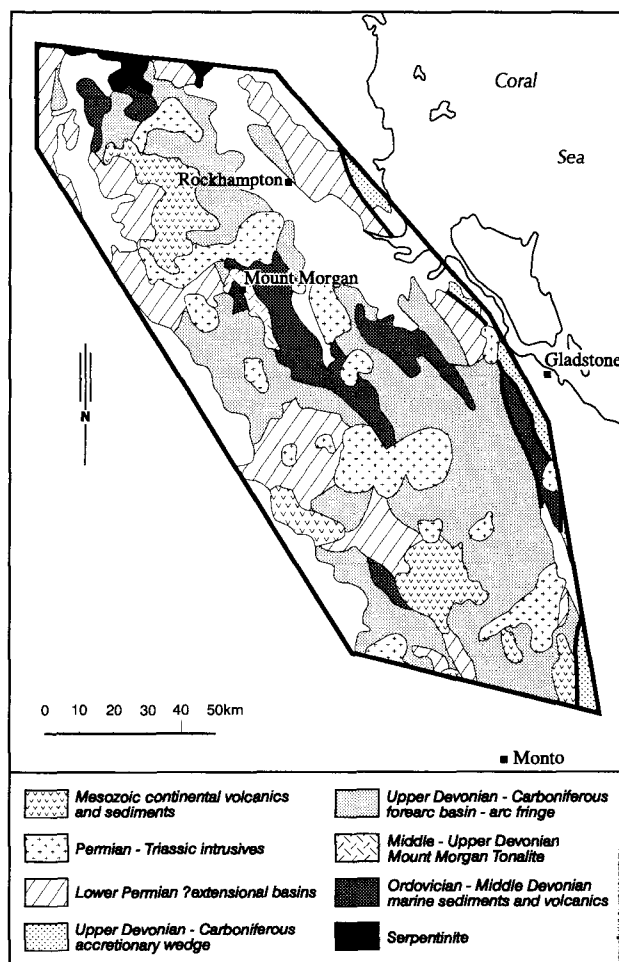 Coral
Sea
Rockhampton
Mount Morgan
Gladstone
N
0 10 20 30 40 50km
Monto
Mesozoic continental volcanics
and sediments
Permian - Triassic intrusives
Lower Permian ?extensional basins
Upper Devonian - Carboniferous
accretionary wedge
Upper Devonian - Carboniferous
forearc basin - arc fringe
Middle - Upper Devonian
Mount Morgan Tonalite
Ordovician - Middle Devonian
marine sediments and volcanics
Serpentinite